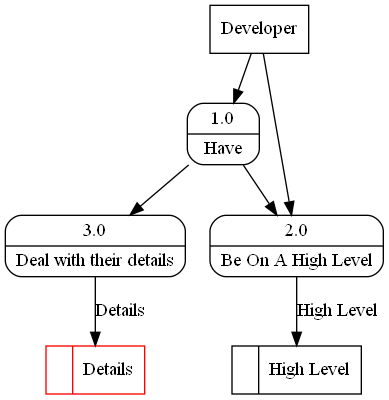 Developer
1.0
Have
3.0
Deal with their details
2.0
Be On A High Level
Details
High Level
Details
High Level